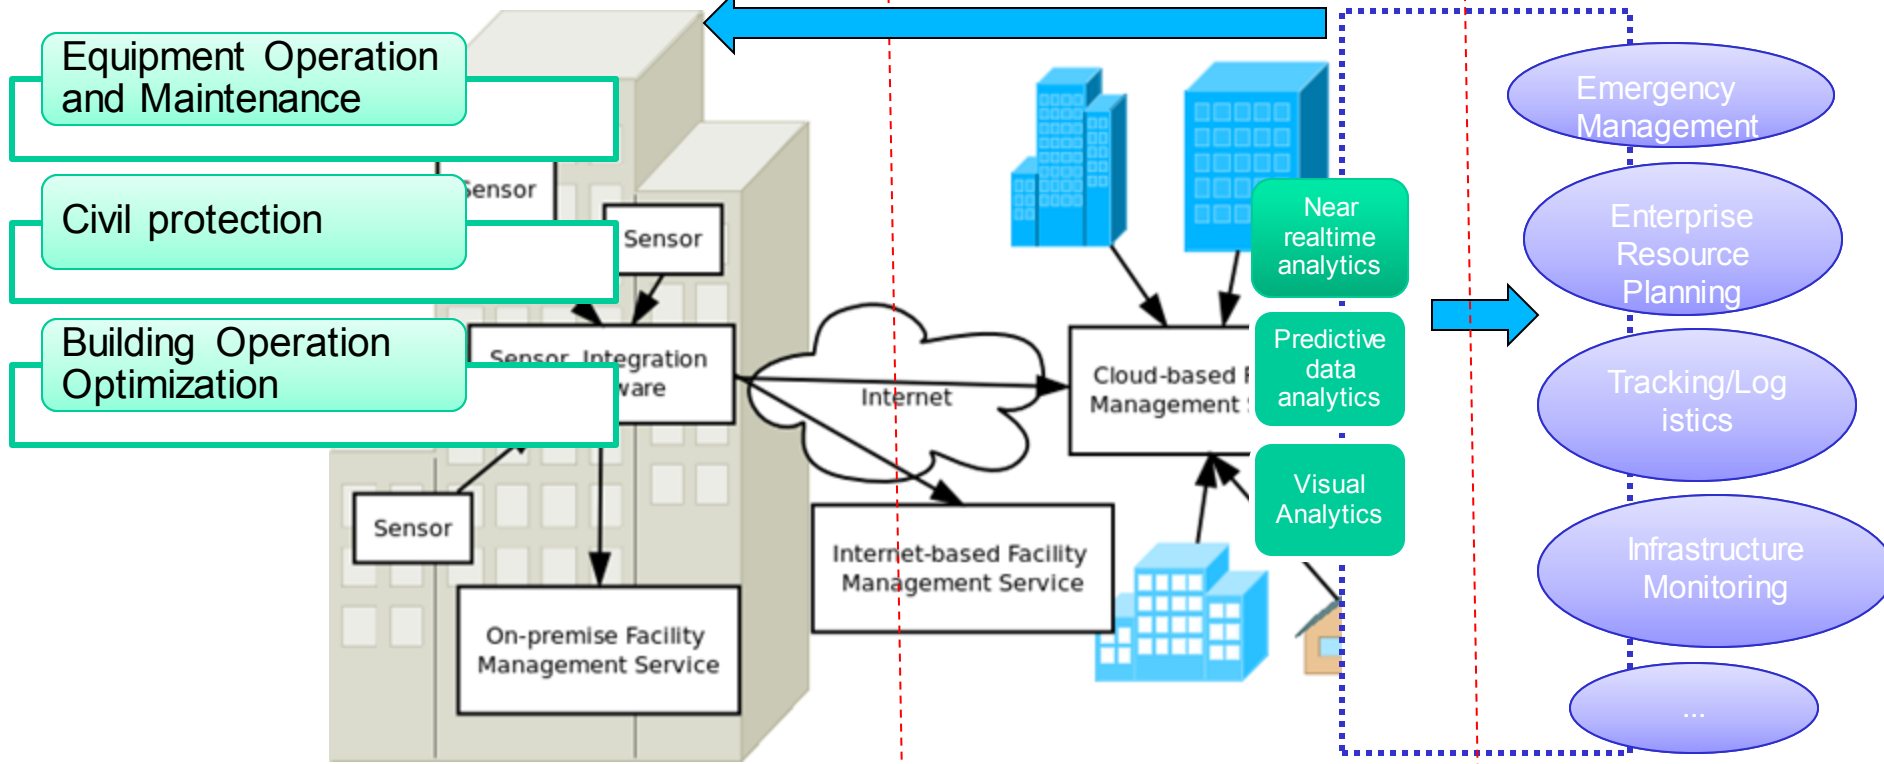 Equipment Operation
and Maintenance
Civil protection
Building Operation
Optimization
Sensor
Sensor
Sensor Integration
Internet
Sensor
On-premise Facility
Management Service
Internet-based Facility
Management Service
Cloud-based
Management
Near
realtime
analytics
Predictive
data
analytics
Visual
Analytics
Emergency
Management
Enterprise
Resource
Planning
Tracking/Log
istics
Infrastructure
Monitoring
...